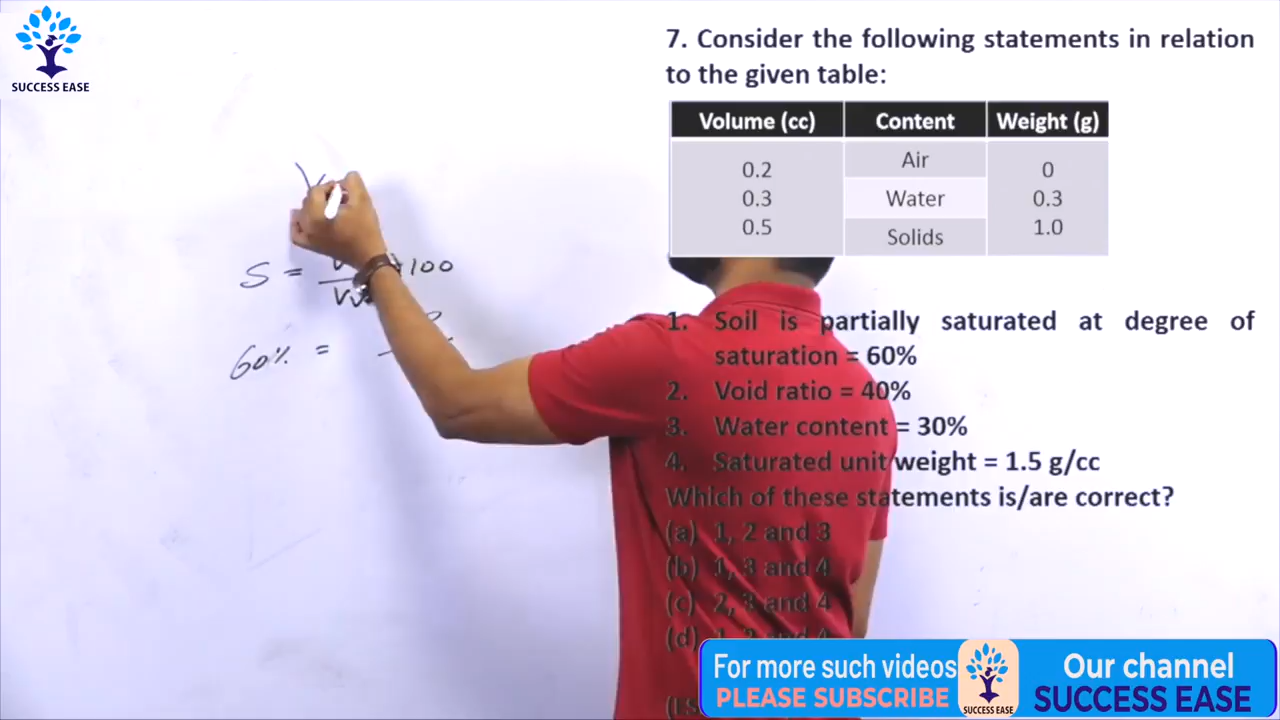 SUCCESS EASE
7. Consider the following statements in relation
to the given table:
Volume (cc) Content Weight (g)
0.2 Air 0
0.3 Water 0.3
0.5 Solids 1.0
S = V × 100
Vv
60% =
1. Soil is partially saturated at degree of
saturation = 60%
2. Void ratio = 40%
3. Water content = 30%
4. Saturated unit weight = 1.5 g/cc
Which of these statements is/are correct?
(a) 1, 2 and 3
(b) 1, 3 and 4
(c) 2, 3 and 4
(d)
For more such videos
PLEASE SUBSCRIBE
SUCCESS EASE
Our channel
SUCCESS EASE